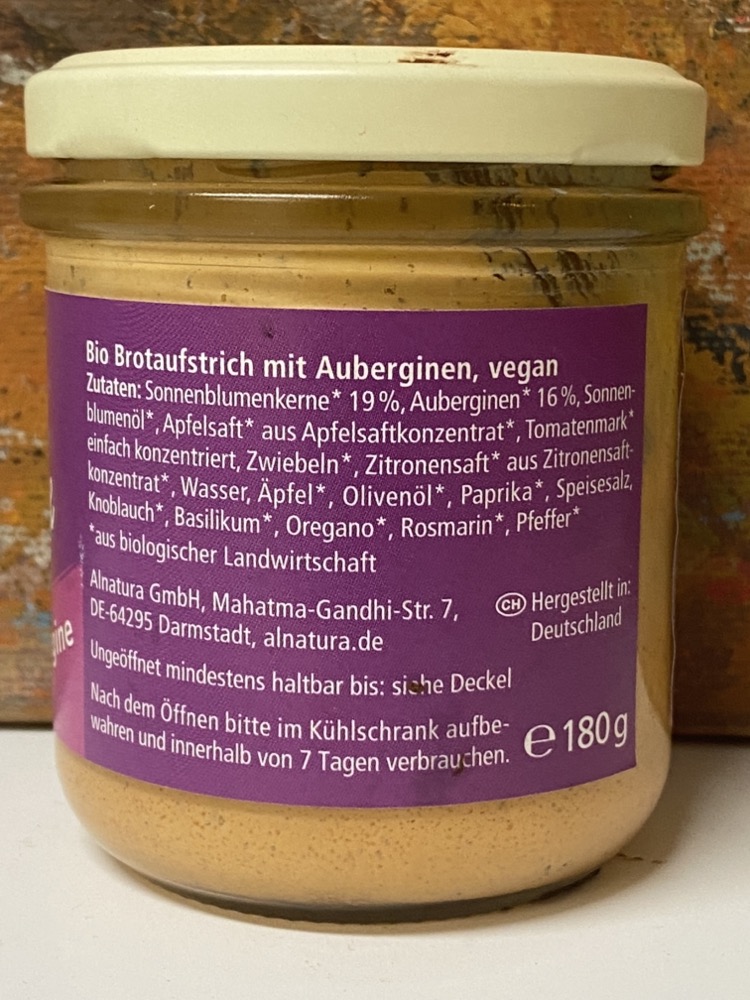 Bio Brotaufstrich mit Auberginen, vegan
Zutaten: Sonnenblumenkerne* 19%, Auberginen* 16%, Sonnen-
blumenöl*, Apfelsaft* aus Apfelsaftkonzentrat*, Tomatenmark*
einfach konzentriert, Zwiebeln*, Zitronensaft* aus Zitronensaft-
konzentrat*, Wasser, Äpfel*, Olivenöl*, Paprika*, Speisesalz,
Knoblauch*, Basilikum*, Oregano*, Rosmarin*, Pfeffer*
*aus biologischer Landwirtschaft
Alnatura GmbH, Mahatma-Gandhi-Str. 7,
DE-64295 Darmstadt, alnatura.de
CH Hergestellt in:
Deutschland
Ungeöffnet mindestens haltbar bis: siehe Deckel
Nach dem Öffnen bitte im Kühlschrank aufbe-
wahren und innerhalb von 7 Tagen verbrauchen.
e 180g